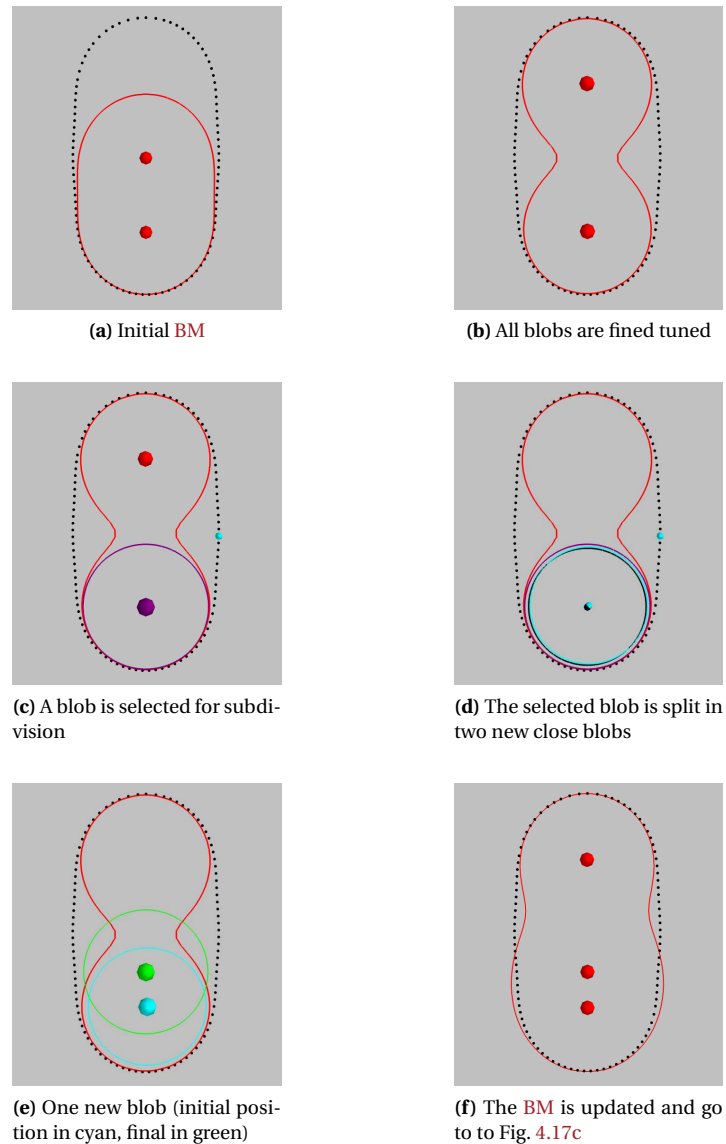 (a) Initial BM
(b) All blobs are fined tuned
(c) A blob is selected for subdi-
vision
(d) The selected blob is split in
two new close blobs
(e) One new blob (initial posi-
tion in cyan, final in green)
(f) The BM is updated and go
to to Fig. 4.17c